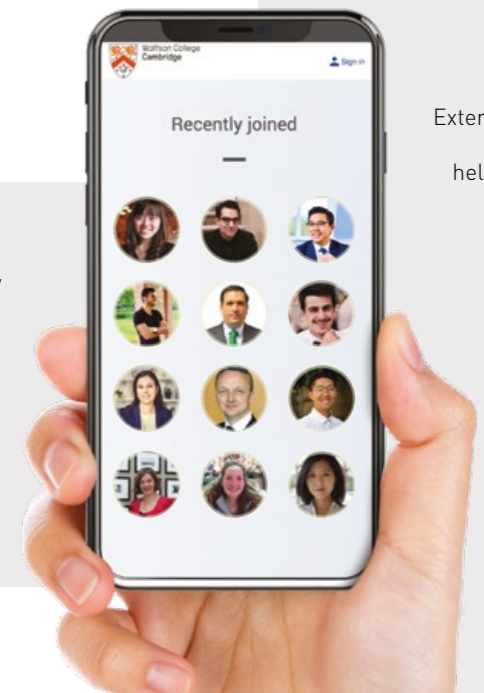 Wolfson College
Cambridge
Sign in
Recently joined
Exter
hel